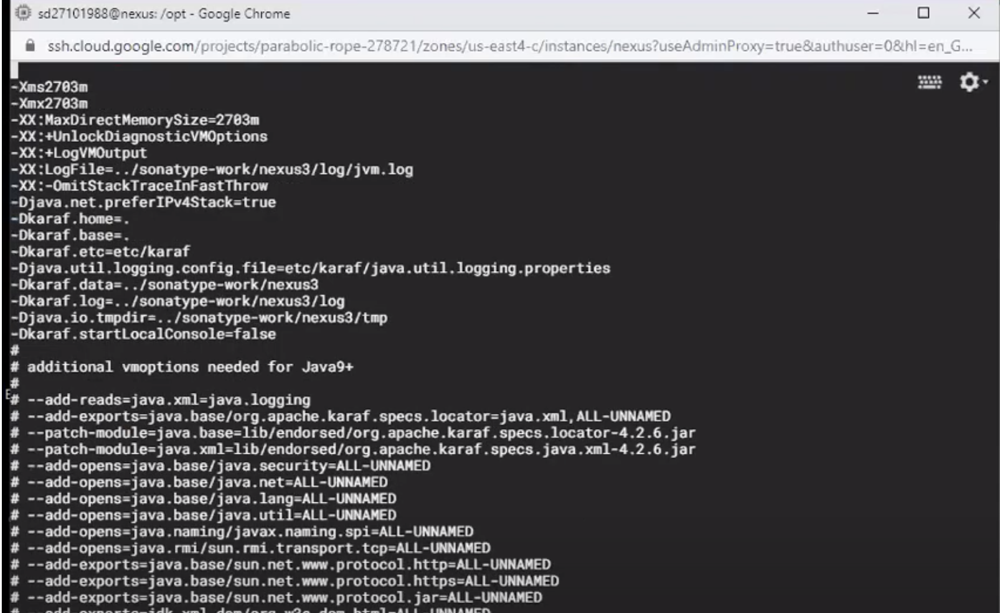 sd27101988@nexus: /opt - Google Chrome
ssh.cloud.google.com/projects/parabolic-rope-278721/zones/us-east4-c/instances/nexus?useAdminProxy=true&authuser=0&hl=en_G...
-Xms2703m
-Xmx2703m
-XX:MaxDirectMemorySize=2703m
-XX:+UnlockDiagnosticVMOptions
-XX:+LogVMOutput
-XX:LogFile=../sonatype-work/nexus3/log/jvm.log
-XX:-OmitStackTraceInFastThrow
-Djava.net.preferIPv4Stack=true
-Dkaraf.home=.
-Dkaraf.base=.
-Dkaraf.etc=etc/karaf
-Djava.util.logging.config.file=etc/karaf/java.util.logging.properties
-Dkaraf.data=../sonatype-work/nexus3
-Dkaraf.log=../sonatype-work/nexus3/log
-Djava.io.tmpdir=../sonatype-work/nexus3/tmp
-Dkaraf.startLocalConsole=false
#
# additional vmoptions needed for Java9+
#
# --add-reads=java.xml=java.logging
# --add-exports=java.base/org.apache.karaf.specs.locator=java.xml,ALL-UNNAMED
# --patch-module=java.base=lib/endorsed/org.apache.karaf.specs.locator-4.2.6.jar
# --patch-module=java.xml=lib/endorsed/org.apache.karaf.specs.java.xml-4.2.6.jar
# --add-opens=java.base/java.security=ALL-UNNAMED
# --add-opens=java.base/java.net=ALL-UNNAMED
# --add-opens=java.base/java.lang=ALL-UNNAMED
# --add-opens=java.base/java.util=ALL-UNNAMED
# --add-opens=java.naming/javax.naming.spi=ALL-UNNAMED
# --add-opens=java.rmi/sun.rmi.transport.tcp=ALL-UNNAMED
# --add-exports=java.base/sun.net.www.protocol.http=ALL-UNNAMED
# --add-exports=java.base/sun.net.www.protocol.https=ALL-UNNAMED
# --add-exports=java.base/sun.net.www.protocol.jar=ALL-UNNAMED
# --add-exports=jdk.xml.dom/org.w3c.dom.html=ALL-UNNAMED